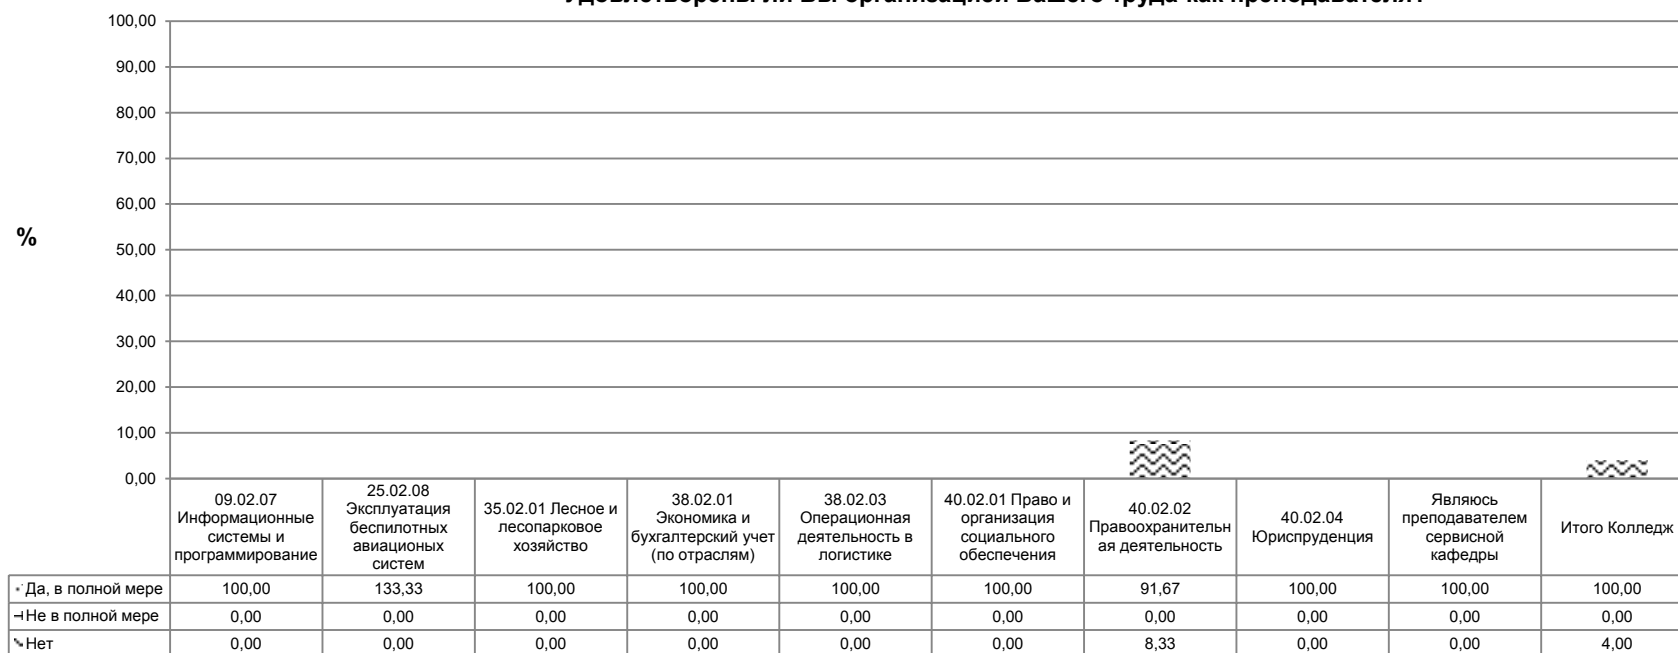 Удовлетворены ли Вы организацией Вашего труда как преподавателя?
100,00
90,00
80,00
70,00
60,00
50,00
40,00
30,00
20,00
10,00
0,00
%
09.02.07
Информационные
системы и
программирование
25.02.08
Эксплуатация
беспилотных
авиационых
систем
35.02.01 Лесное и
лесопарковое
хозяйство
38.02.01
Экономика и
бухгалтерский учет
(по отраслям)
38.02.03
Операционная
деятельность в
логистике
40.02.01 Право и
организация
социального
обеспечения
40.02.02
Правоохранительн
ая деятельность
40.02.04
Юриспруденция
Являюсь
преподавателем
сервисной
кафедры
Итого Колледж
Да, в полной мере 100,00 133,33 100,00 100,00 100,00 100,00 91,67 100,00 100,00 100,00
Не в полной мере 0,00 0,00 0,00 0,00 0,00 0,00 0,00 0,00 0,00 0,00
Нет 0,00 0,00 0,00 0,00 0,00 0,00 8,33 0,00 0,00 4,00